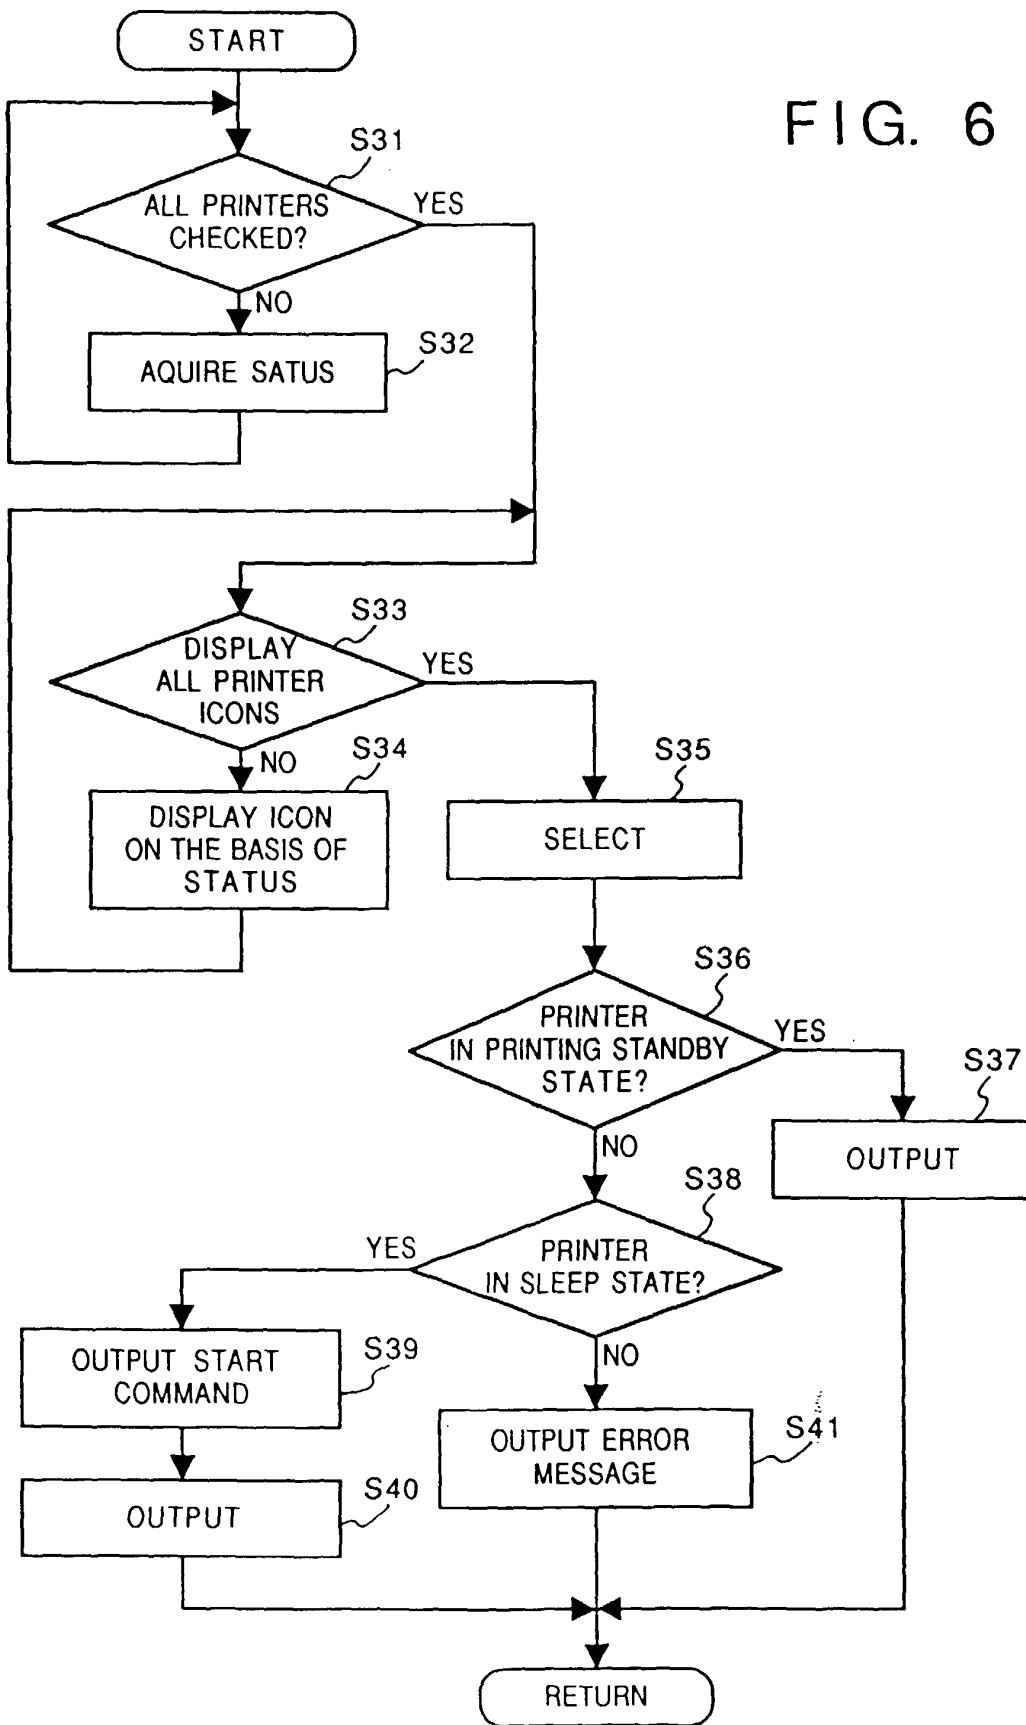 START
FIG. 6
S31
ALL PRINTERS
CHECKED?
YES
NO
S32
AQUIRE SATUS
S33
DISPLAY
ALL PRINTER
ICONS
YES
NO
S34
DISPLAY ICON
ON THE BASIS OF
STATUS
S35
SELECT
S36
PRINTER
IN PRINTING STANDBY
STATE?
YES
NO
S37
OUTPUT
S38
PRINTER
IN SLEEP STATE?
YES
NO
S39
OUTPUT START
COMMAND
S40
OUTPUT
S41
OUTPUT ERROR
MESSAGE
RETURN